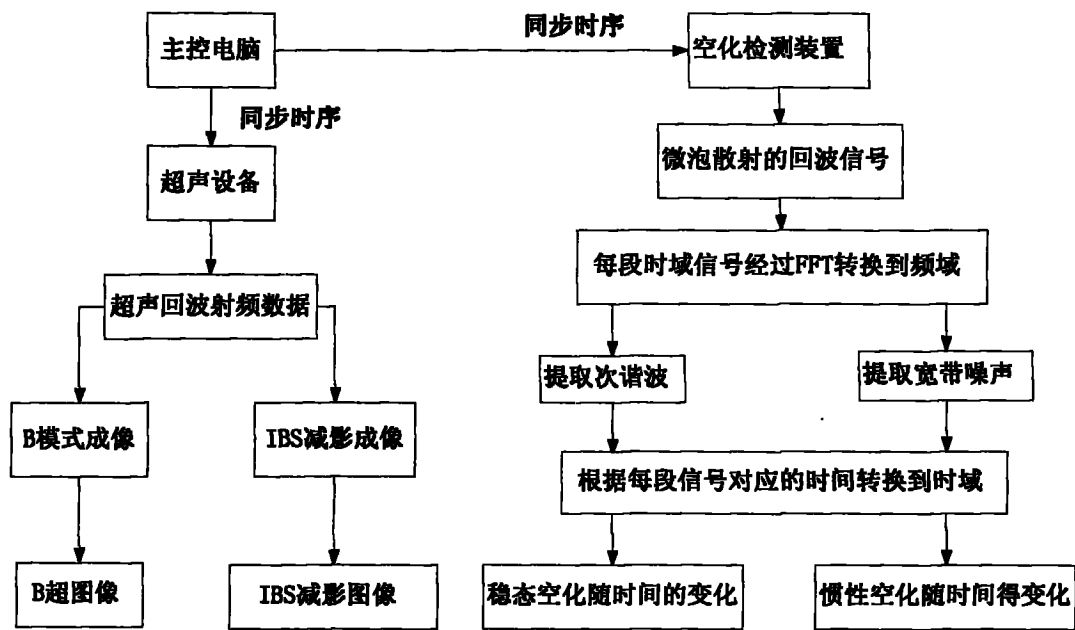 同步时序
主控电脑
空化检测装置
同步时序
微泡散射的回波信号
超声设备
每段时域信号经过FFT转换到频域
超声回波射频数据
提取次谐波
提取宽带噪声
B模式成像
IBS减影成像
根据每段信号对应的时间转换到时域
B超图像
IBS减影图像
稳态空化随时间的变化
惯性空化随时间得变化